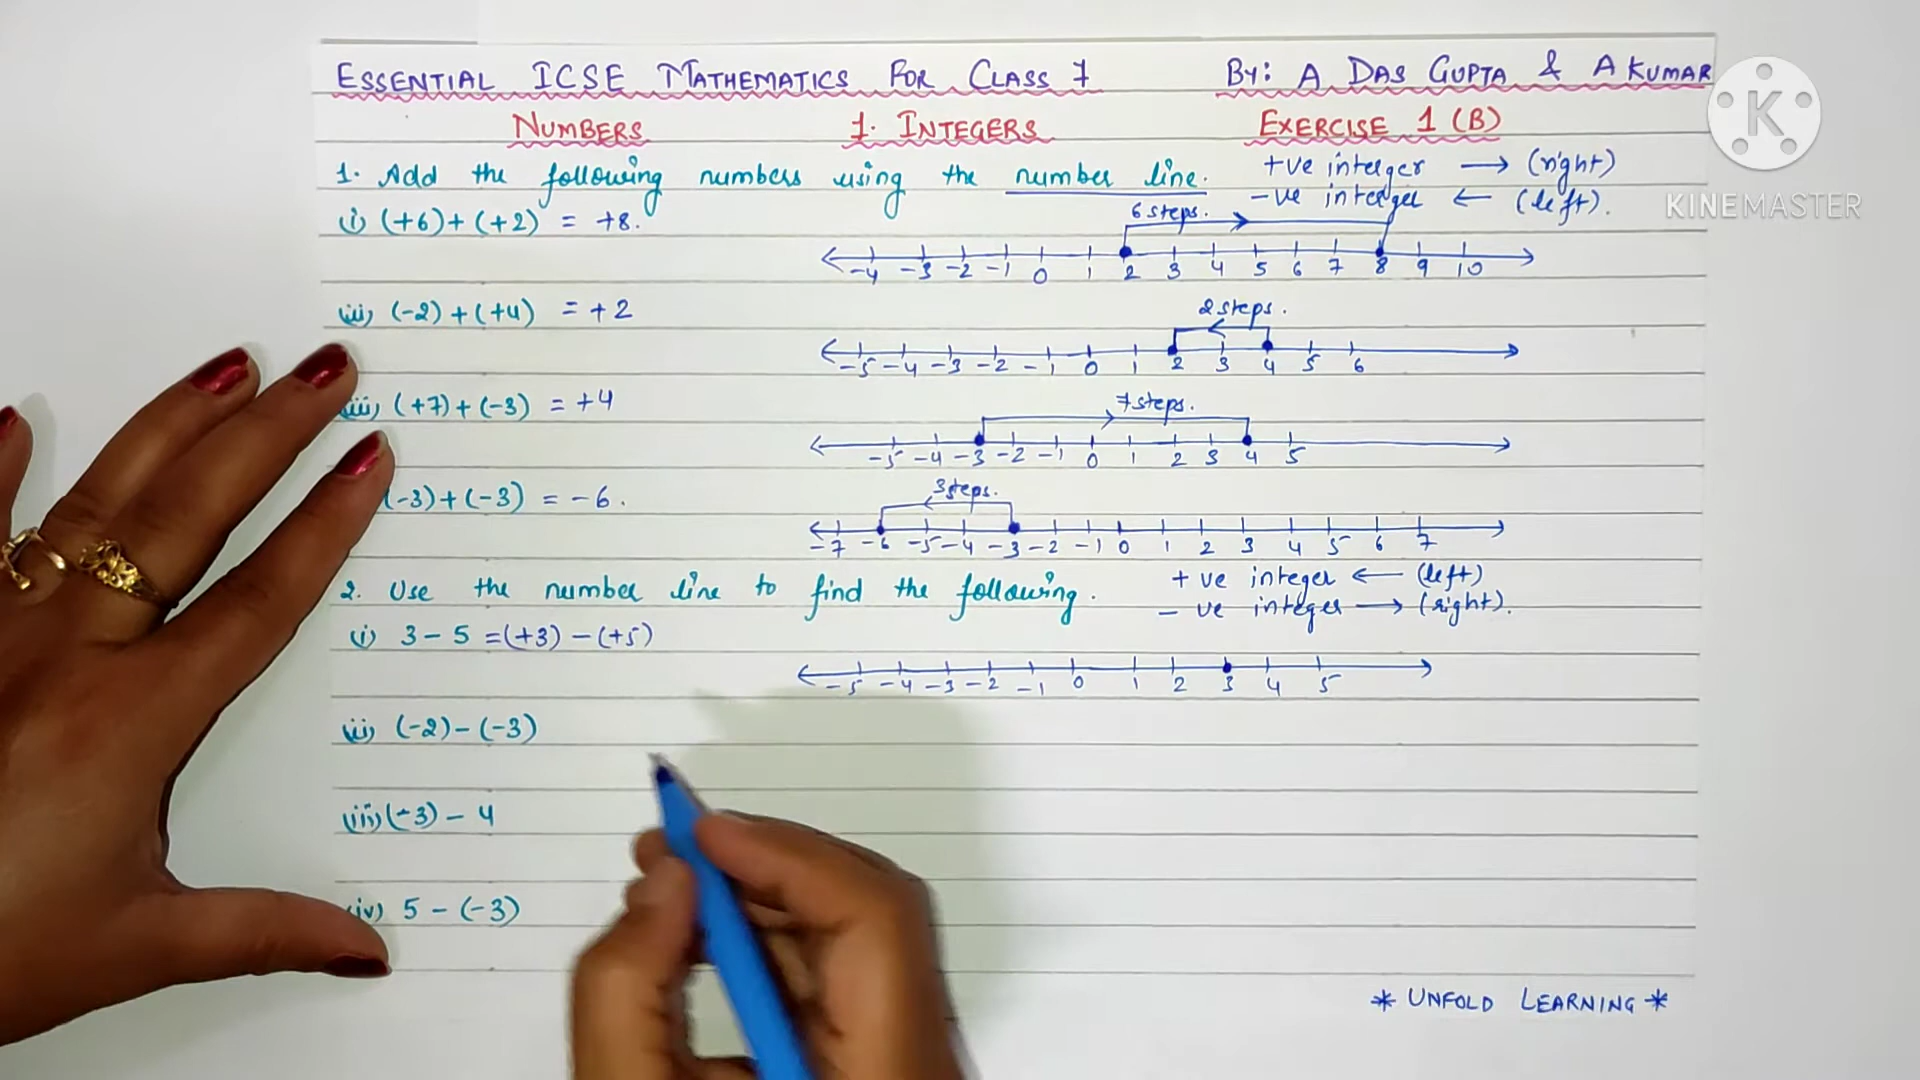 ESSENTIAL ICSE MATHEMATICS FOR CLASS 7 BY: A DAS GUPTA & A KUMAR
NUMBERS 1. INTEGERS EXERCISE 1 (B)
1. Add the following numbers using the number line. +ve interger → (right)
-ve integer ← (left).
(i) (+6)+(+2) = +8. 6 steps.
-4 -3 -2 -1 0 1 2 3 4 5 6 7 8 9 10
(ii) (-2)+(+4) = +2 2 steps.
-5 -4 -3 -2 -1 0 1 2 3 4 5 6
(iii) (+7)+(-3) = +4 7 steps.
-5 -4 -3 -2 -1 0 1 2 3 4 5
(-3)+(-3) = -6. 3 steps.
-7 -6 -5 -4 -3 -2 -1 0 1 2 3 4 5 6 7
2. Use the number line to find the following. +ve integer ← (left)
- ve integer → (right).
(i) 3-5 =(+3)-(+5)
-5 -4 -3 -2 -1 0 1 2 3 4 5
(ii) (-2)-(-3)
(iii) (-3)-4
(iv) 5-(-3)
* UNFOLD LEARNING *
K
KINEMASTER